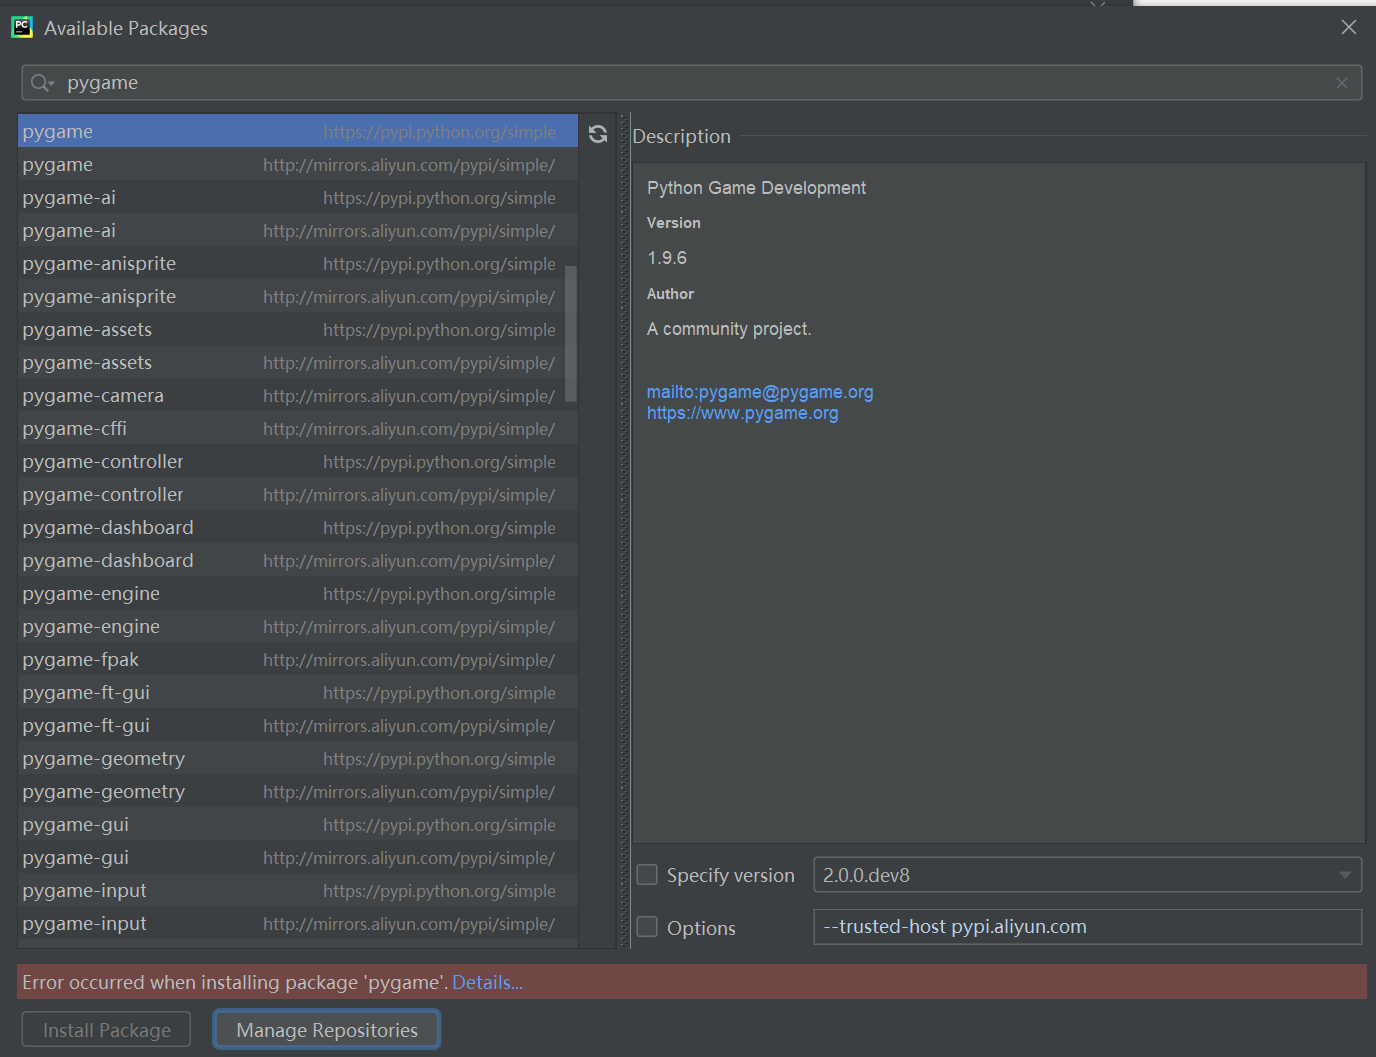 PC
Available Packages
pygame
pygame https://pypi.python.org/simple
pygame http://mirrors.aliyun.com/pypi/simple/
pygame-ai https://pypi.python.org/simple
pygame-ai http://mirrors.aliyun.com/pypi/simple/
pygame-anisprite https://pypi.python.org/simple
pygame-anisprite http://mirrors.aliyun.com/pypi/simple/
pygame-assets https://pypi.python.org/simple
pygame-assets http://mirrors.aliyun.com/pypi/simple/
pygame-camera http://mirrors.aliyun.com/pypi/simple/
pygame-cffi http://mirrors.aliyun.com/pypi/simple/
pygame-controller https://pypi.python.org/simple
pygame-controller http://mirrors.aliyun.com/pypi/simple/
pygame-dashboard https://pypi.python.org/simple
pygame-dashboard http://mirrors.aliyun.com/pypi/simple/
pygame-engine https://pypi.python.org/simple
pygame-engine http://mirrors.aliyun.com/pypi/simple/
pygame-fpak http://mirrors.aliyun.com/pypi/simple/
pygame-ft-gui https://pypi.python.org/simple
pygame-ft-gui http://mirrors.aliyun.com/pypi/simple/
pygame-geometry https://pypi.python.org/simple
pygame-geometry http://mirrors.aliyun.com/pypi/simple/
pygame-gui https://pypi.python.org/simple
pygame-gui http://mirrors.aliyun.com/pypi/simple/
pygame-input https://pypi.python.org/simple
pygame-input http://mirrors.aliyun.com/pypi/simple/
Description
Python Game Development
Version
1.9.6
Author
A community project.
mailto:pygame@pygame.org
https://www.pygame.org
Specify version 2.0.0.dev8
Options --trusted-host pypi.aliyun.com
Error occurred when installing package 'pygame'. Details...
Install Package Manage Repositories